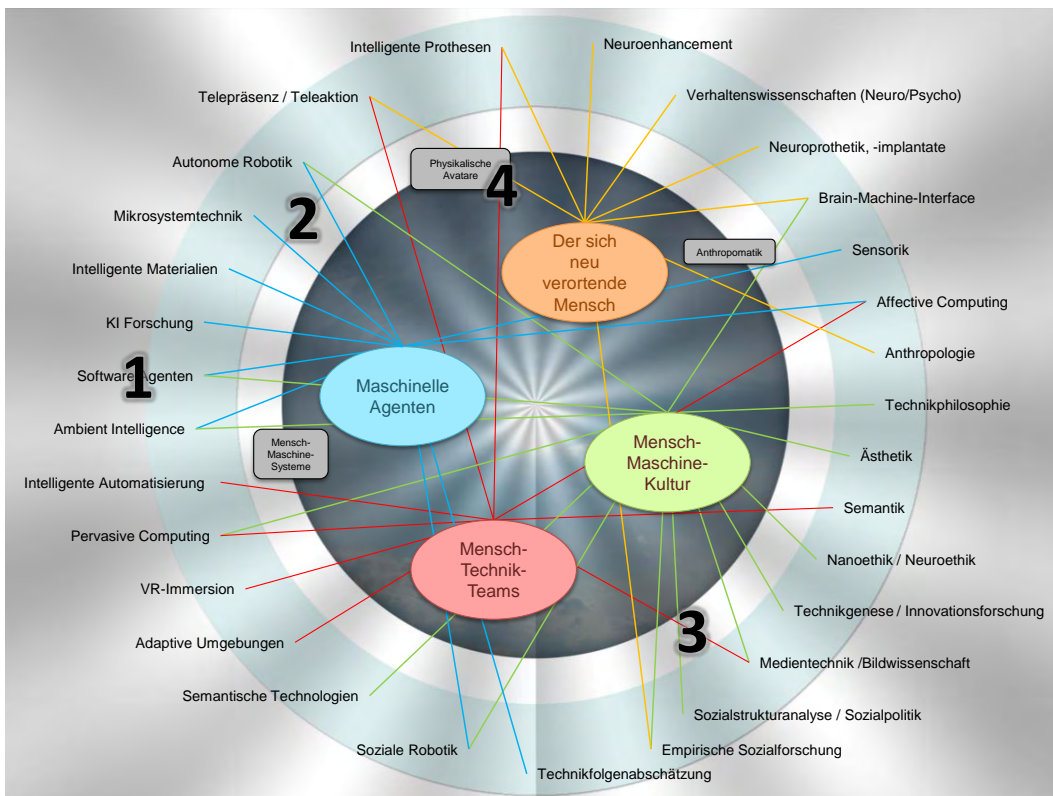 Intelligente Prothesen
Neuroenhancement
Telepräsenz / Teleaktion
Verhaltenswissenschaften (Neuro/Psycho)
Autonome Robotik
Physikalische
Avatare
4
Neuroprothetik, -implantate
Mikrosystemtechnik
2
Brain-Machine-Interface
Intelligente Materialien
Der sich
neu
verortende
Mensch
Anthropomatik
Sensorik
KI Forschung
Affective Computing
Software Agenten
1
Maschinelle
Agenten
Anthropologie
Ambient Intelligence
Mensch-
Maschine-
Systeme
Technikphilosophie
Mensch-
Maschine-
Kultur
Ästhetik
Intelligente Automatisierung
Semantik
Pervasive Computing
Mensch-
Technik-
Teams
Nanoethik / Neuroethik
VR-Immersion
Technikgenese / Innovationsforschung
Adaptive Umgebungen
3
Medientechnik /Bildwissenschaft
Semantische Technologien
Sozialstrukturanalyse / Sozialpolitik
Soziale Robotik
Empirische Sozialforschung
Technikfolgenabschätzung